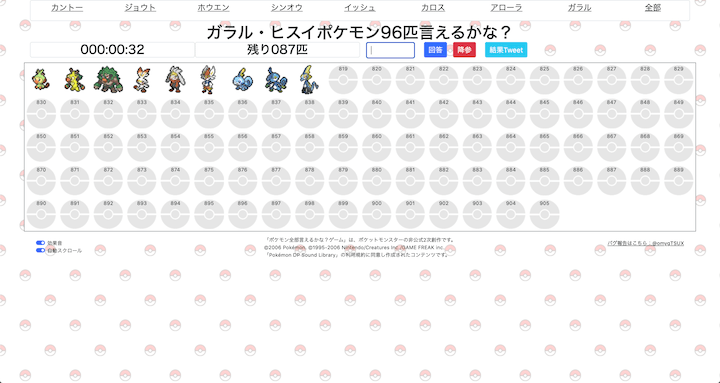 カントー ジョウト ホウエン シンオウ イッシュ カロス アローラ ガラル 全部
ガラル・ヒスイポケモン96匹言えるかな？
000:00:32 残り087匹 回答 降参 結果Tweet
819 820 821 822 823 824 825 826 827 828 829
830 831 832 833 834 835 836 837 838 839 840 841 842 843 844 845 846 847 848 849
850 851 852 853 854 855 856 857 858 859 860 861 862 863 864 865 866 867 868 869
870 871 872 873 874 875 876 877 878 879 880 881 882 883 884 885 886 887 888 889
890 891 892 893 894 895 896 897 898 899 900 901 902 903 904 905
効果音
自動スクロール
「ポケモン全部言えるかな？ゲーム」は、ポケットモンスターの非公式2次創作です。
©2006 Pokémon. ©1995-2006 Nintendo/Creatures Inc./GAME FREAK inc.
「Pokémon DP Sound Library」の利用規約に同意し作成されたコンテンツです。
バグ報告はこちら